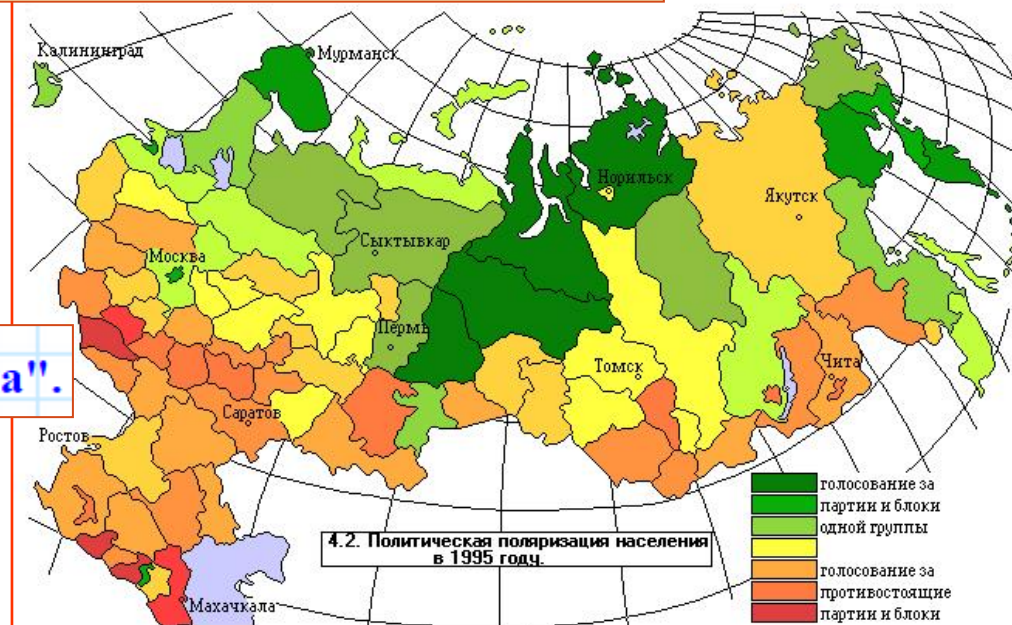 Калининград
Мурманск
Норильск
Якутск
Сыктывкар
Москва
Пермь
а".
Томск
Чита
Саратов
Ростов
Махачкала
4.2. Политическая поляризация населения
в 1995 году.
голосование за
партии и блоки
одной группы
голосование за
противостоящие
партии и блоки